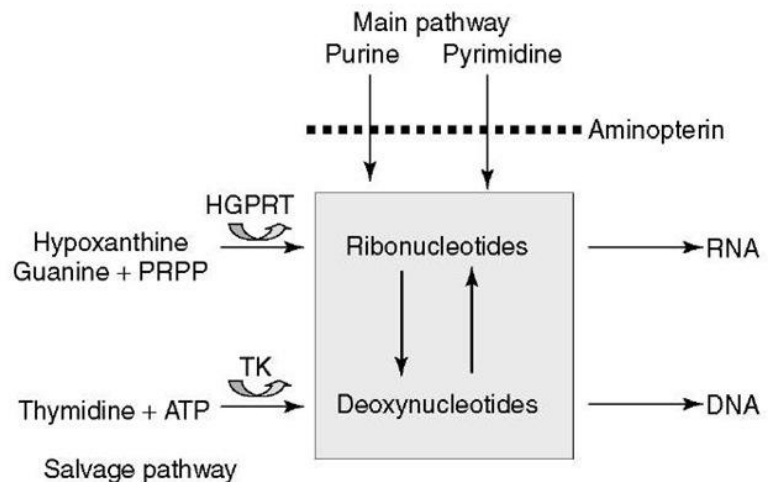 Main pathway
Purine Pyrimidine
Aminopterin
HGPRT
Hypoxanthine
Guanine + PRPP
Ribonucleotides
RNA
TK
Thymidine + ATP
Deoxynucleotides
DNA
Salvage pathway